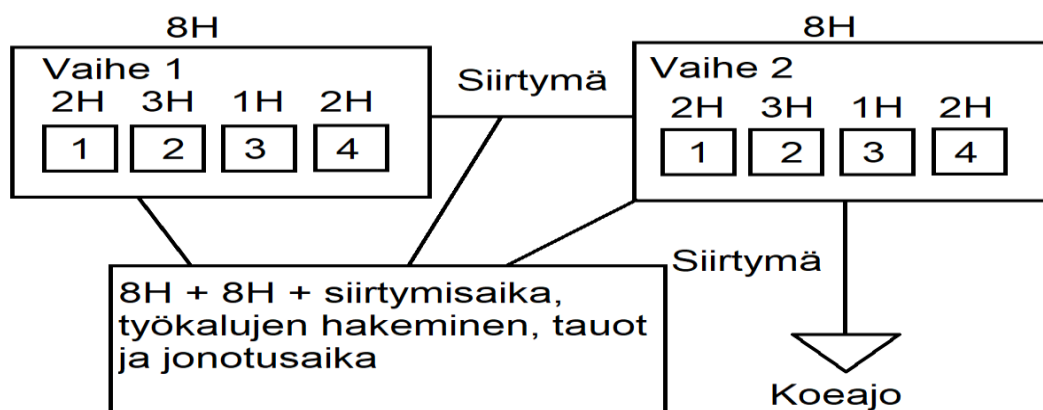 8H
Vaihe 1
2H 3H 1H 2H
1 2 3 4
Siirtymä
8H
Vaihe 2
2H 3H 1H 2H
1 2 3 4
8H + 8H + siirtymisaika,
työkalujen hakeminen, tauot
ja jonotusaika
Siirtymä
Koeajo